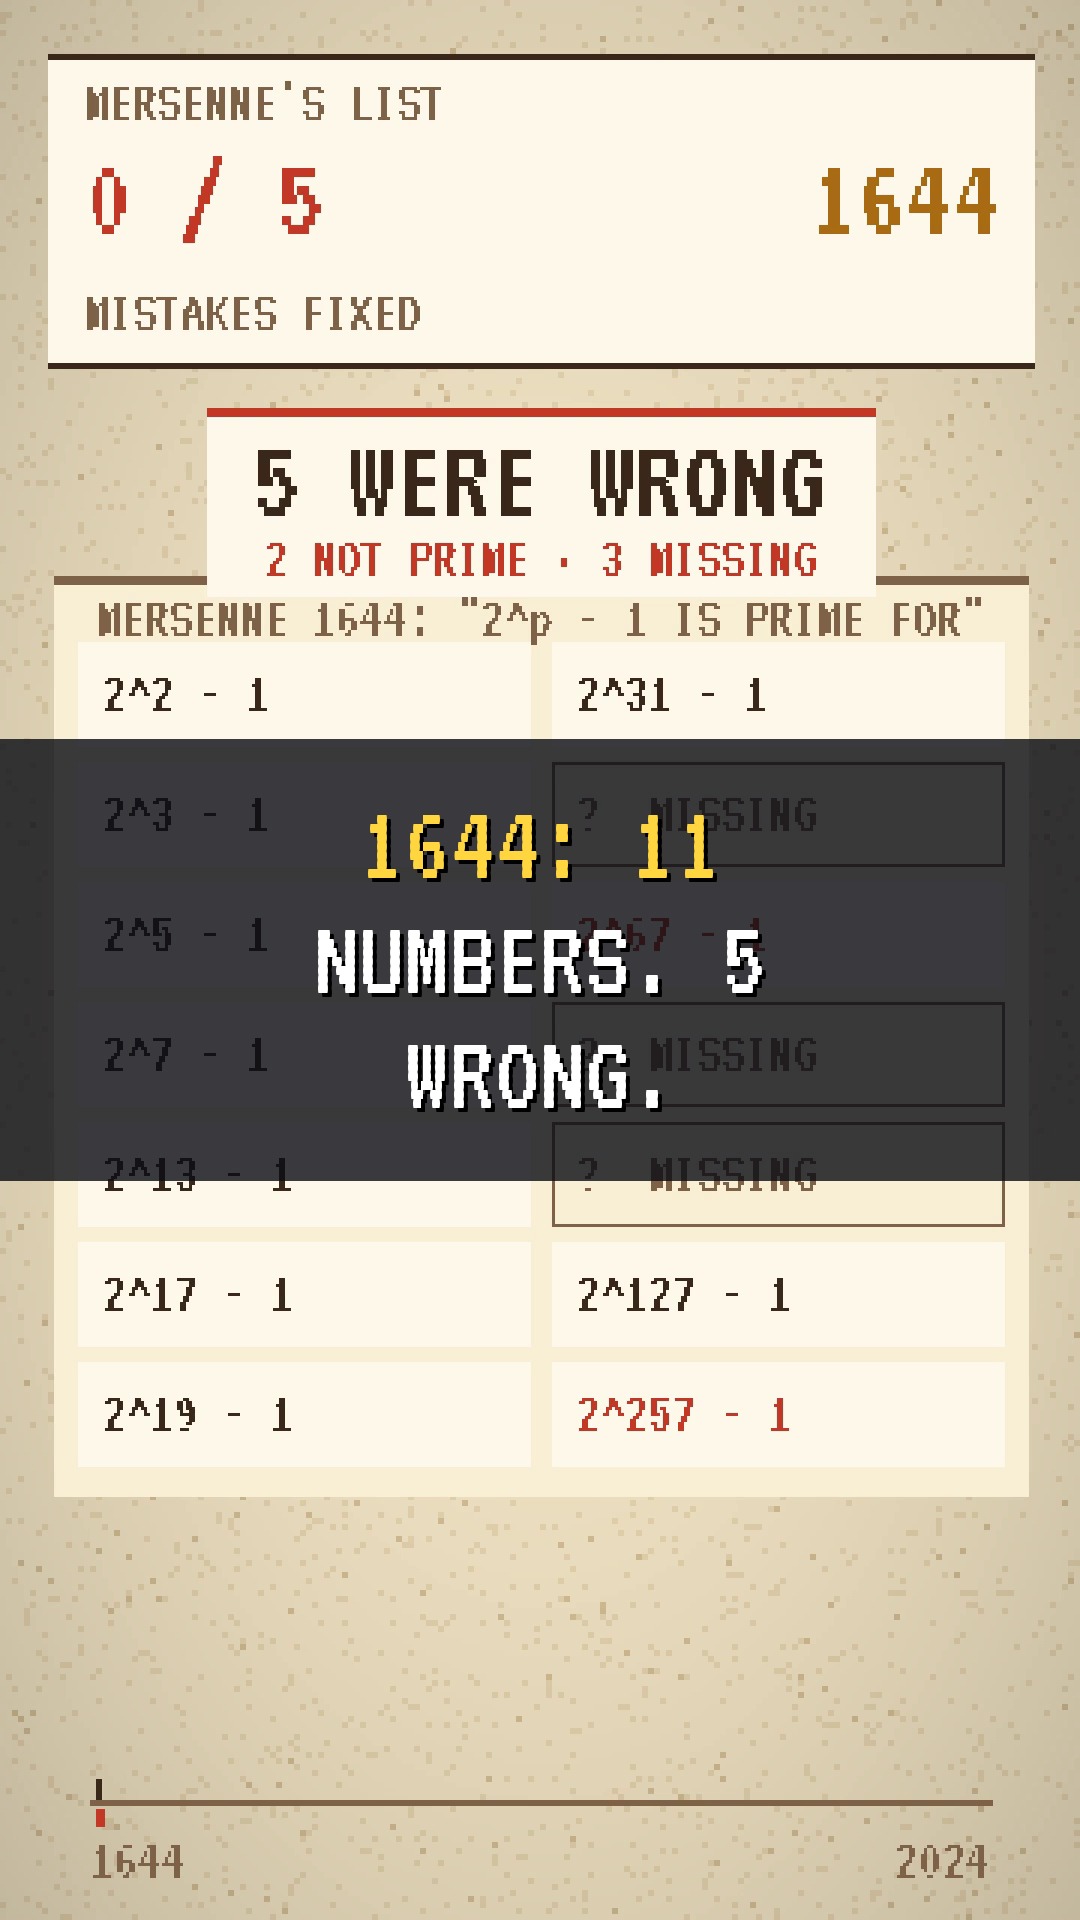 MERSENNE'S LIST
0 / 5
1644
MISTAKES FIXED
5 WERE WRONG
2 NOT PRIME · 3 MISSING
MERSENNE 1644: "2^p - 1 IS PRIME FOR"
2^2 - 1
2^31 - 1
2^3 - 1
? MISSING
2^5 - 1
2^67 - 1
2^7 - 1
? MISSING
2^13 - 1
? MISSING
1644: 11
NUMBERS. 5
WRONG.
2^17 - 1
2^127 - 1
2^19 - 1
2^257 - 1
1644
2024